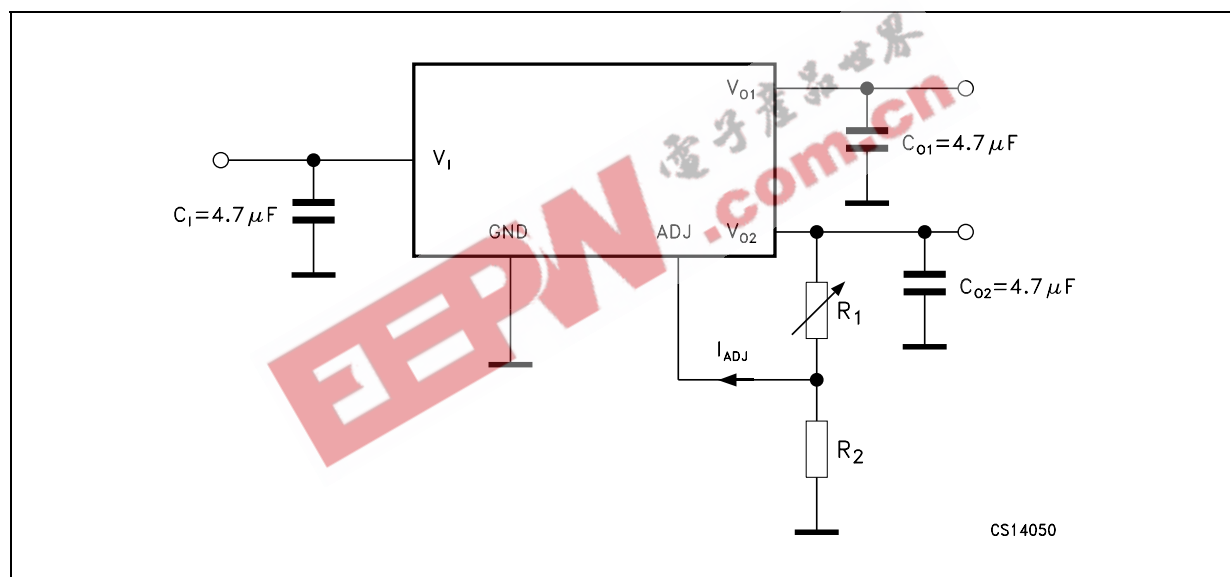 V_O1
C_O1=4.7μF
V_I
C_I=4.7μF
GND
ADJ
V_O2
C_O2=4.7μF
R_1
I_ADJ
R_2
CS14050
EEPW
.com.cn
電子產品世界